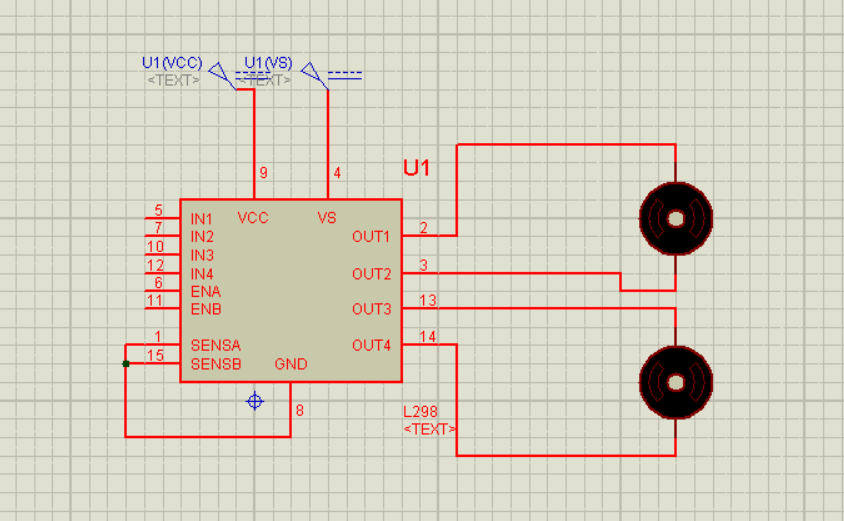 U1(VCC) U1(VS)
<TEXT> <TEXT>
9 4 U1
5 IN1 VCC VS
7 IN2 OUT1 2
10 IN3
12 IN4 OUT2 3
6 ENA
11 ENB OUT3 13
1 SENSA OUT4 14
15 SENSB GND
8
L298
<TEXT>